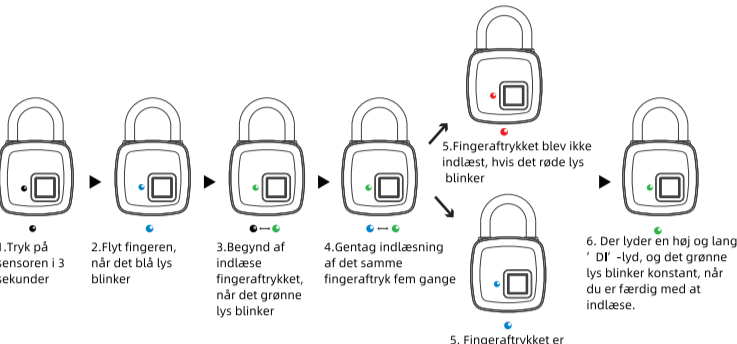 1.Tryk på
sensoren i 3
sekunder
2.Flyt fingeren,
når det blå lys
blinker
3.Begynd af
indlæse
fingeraftrykket,
når det grønne
lys blinker
4.Gentag indlæsning
af det samme
fingeraftryk fem gange
5.Fingeraftrykket blev ikke
indlæst, hvis det røde lys
blinker
5. Fingeraftrykket er
6. Der lyder en høj og lang
' DI' -lyd, og det grønne
lys blinker konstant, når
du er færdig med at
indlæse.